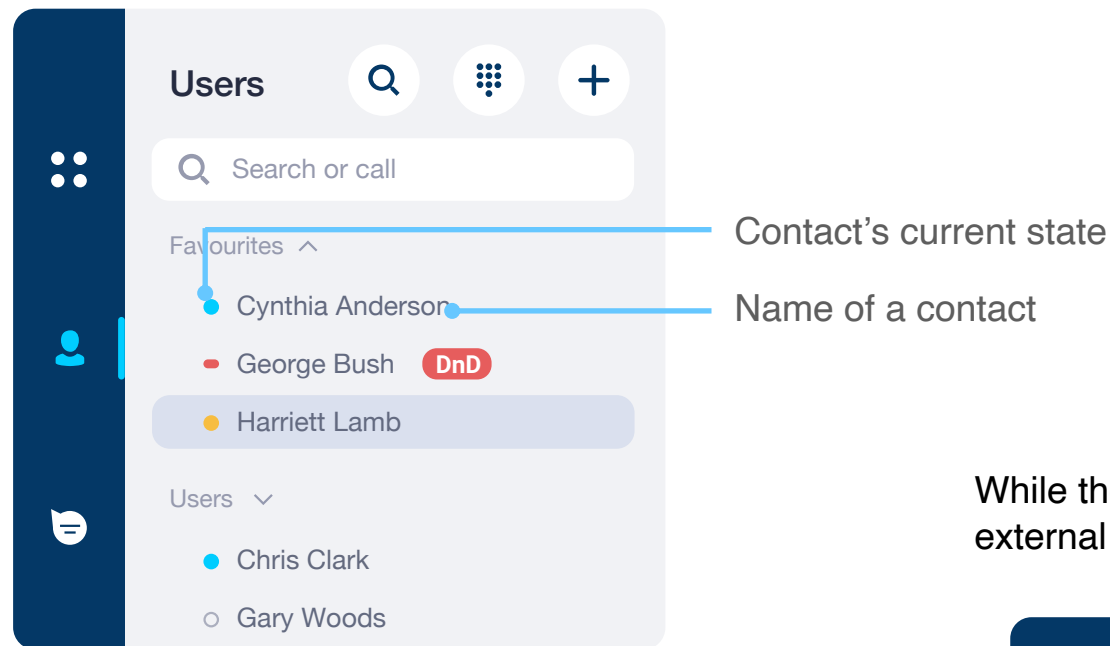 Users
Search or call
Favourites
Contact’s current state
Cynthia Anderson
Name of a contact
George Bush DnD
Harriett Lamb
While th
external
Users
Chris Clark
Gary Woods